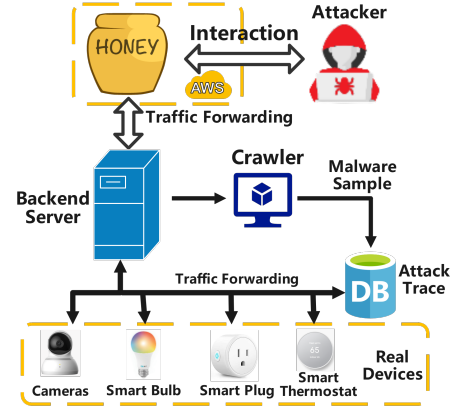 HONEY
Interaction
Attacker
AWS
Traffic Forwarding
Backend
Server
Crawler
Malware
Sample
Traffic Forwarding
DB
Attack
Trace
65
Real
Devices
Cameras
Smart Bulb
Smart Plug
Smart
Thermostat